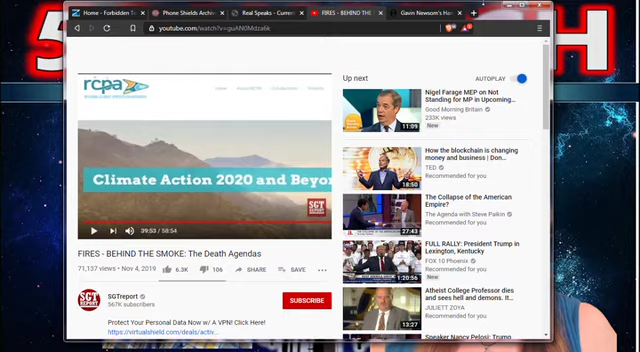 Home - Forbidden T
Phone Shields Archiv
Real Speaks - Curren
FIRES - BEHIND THE
Gavin Newsom's Ha
youtube.com/watch?v=guAN0Mdza6k
rcpa
Up next
AUTOPLAY
Nigel Farage MEP on Not
Standing for MP in Upcoming...
Good Morning Britain
233K views
New
11:09
How the blockchain is changing
money and business | Don...
TED
Recommended for you
18:50
Climate Action 2020 and Beyor
SGT
REPORT
The Collapse of the American
Empire?
The Agenda with Steve Paikin
Recommended for you
27:43
39:53 / 58:54
FIRES - BEHIND THE SMOKE: The Death Agendas
71,137 views • Nov 4, 2019
6.3K
106
SHARE
SAVE
FULL RALLY: President Trump in
Lexington, Kentucky
FOX 10 Phoenix
Recommended for you
New
1:20:56
SGT
REPORT
SGTreport
567K subscribers
SUBSCRIBE
Atheist College Professor dies
and sees hell and demons. It...
JULIETT ZOYA
Recommended for you
13:27
Protect Your Personal Data Now w/ A VPN! Click Here!
https://virtualshield.com/deals/activ...
Speaker Nancy Pelosi: Trump